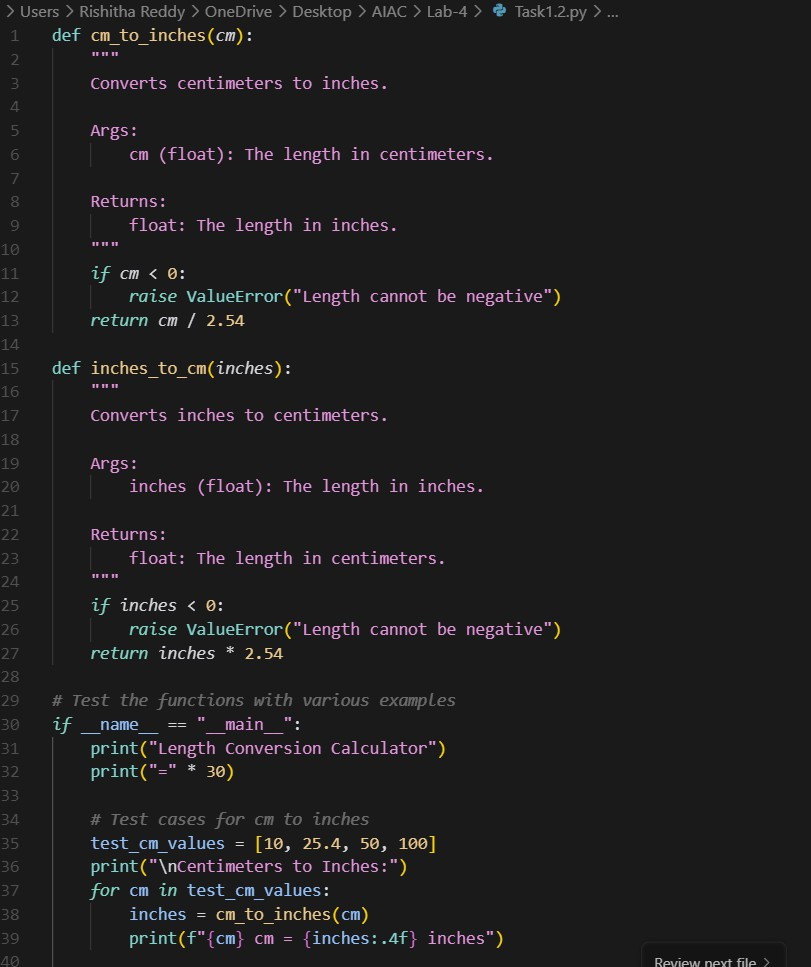 > Users > Rishitha Reddy > OneDrive > Desktop > AIAC > Lab-4 > Task1.2.py > ...
1 def cm_to_inches(cm):
2     """
3     Converts centimeters to inches.
4
5     Args:
6         cm (float): The length in centimeters.
7
8     Returns:
9         float: The length in inches.
10     """
11     if cm < 0:
12         raise ValueError("Length cannot be negative")
13     return cm / 2.54
14
15 def inches_to_cm(inches):
16     """
17     Converts inches to centimeters.
18
19     Args:
20         inches (float): The length in inches.
21
22     Returns:
23         float: The length in centimeters.
24     """
25     if inches < 0:
26         raise ValueError("Length cannot be negative")
27     return inches * 2.54
28
29 # Test the functions with various examples
30 if __name__ == "__main__":
31     print("Length Conversion Calculator")
32     print("=" * 30)
33
34     # Test cases for cm to inches
35     test_cm_values = [10, 25.4, 50, 100]
36     print("\nCentimeters to Inches:")
37     for cm in test_cm_values:
38         inches = cm_to_inches(cm)
39         print(f"{cm} cm = {inches:.4f} inches")
40
Review next file >